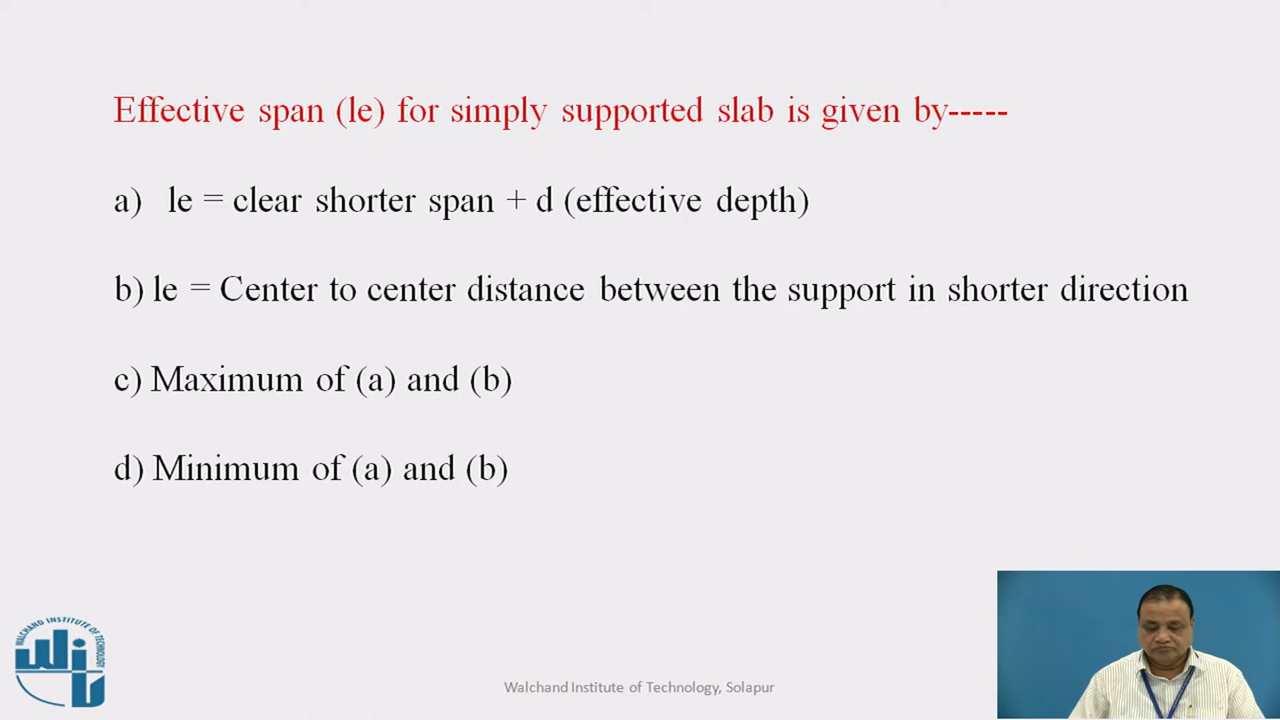 Effective span (le) for simply supported slab is given by-----
a) le = clear shorter span + d (effective depth)
b) le = Center to center distance between the support in shorter direction
c) Maximum of (a) and (b)
d) Minimum of (a) and (b)
WALCHAND INSTITUTE OF TECHNOLOGY
WIT
Walchand Institute of Technology, Solapur